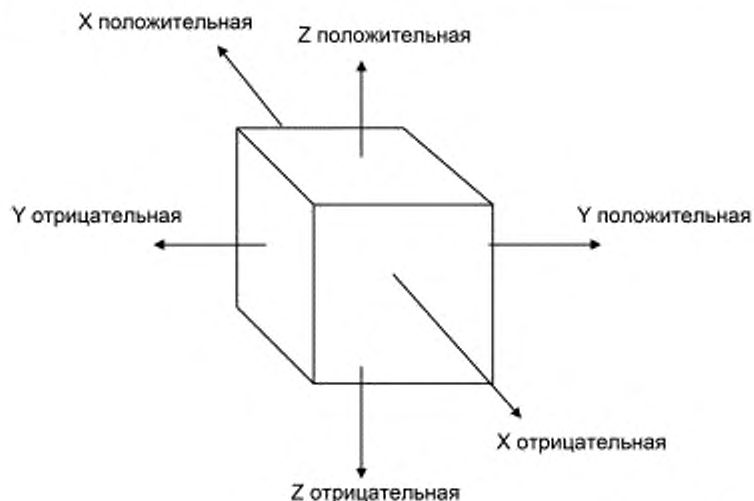 X положительная
Z положительная
Y отрицательная
Y положительная
X отрицательная
Z отрицательная